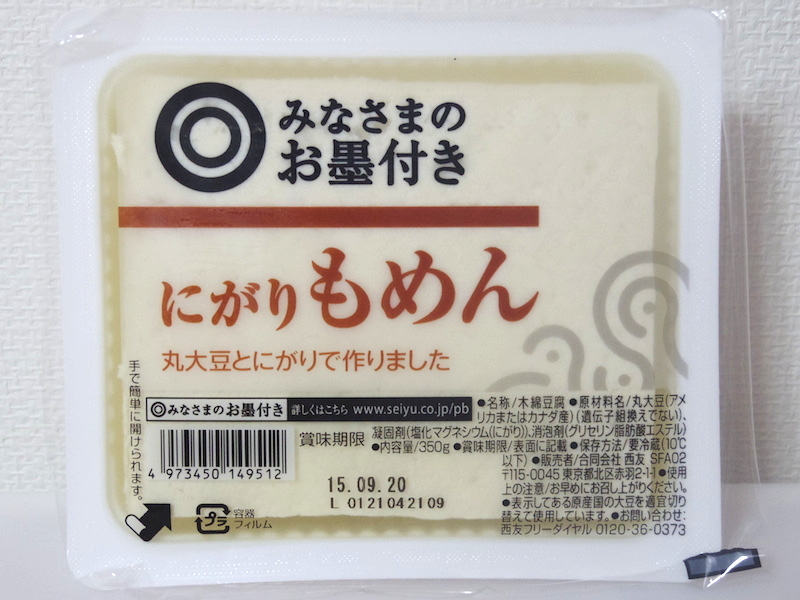 みなさまの
お墨付き
にがりもめん
丸大豆とにがりで作りました
手で簡単に開けられます。
みなさまのお墨付き 詳しくはこちら www.seiyu.co.jp/pb
4 973450 149512
賞味期限
15.09.20
L 0121042109
プラ
容器
フィルム
●名称/木綿豆腐 ●原材料名/丸大豆(アメ
リカまたはカナダ産)(遺伝子組換えでない)、
凝固剤(塩化マグネシウム(にがり))、消泡剤(グリセリン脂肪酸エステル)
●内容量/350g ●賞味期限/表面に記載 ●保存方法/要冷蔵(10℃
以下) ●販売者/合同会社 西友 SFA02
〒115-0045 東京都北区赤羽2-1-1 ●使用
上の注意/お早めにお召し上がりください。
●表示してある原産国の大豆を適宜切り
替えて使用しています。●お問い合わせ:
西友フリーダイヤル 0120-36-0373